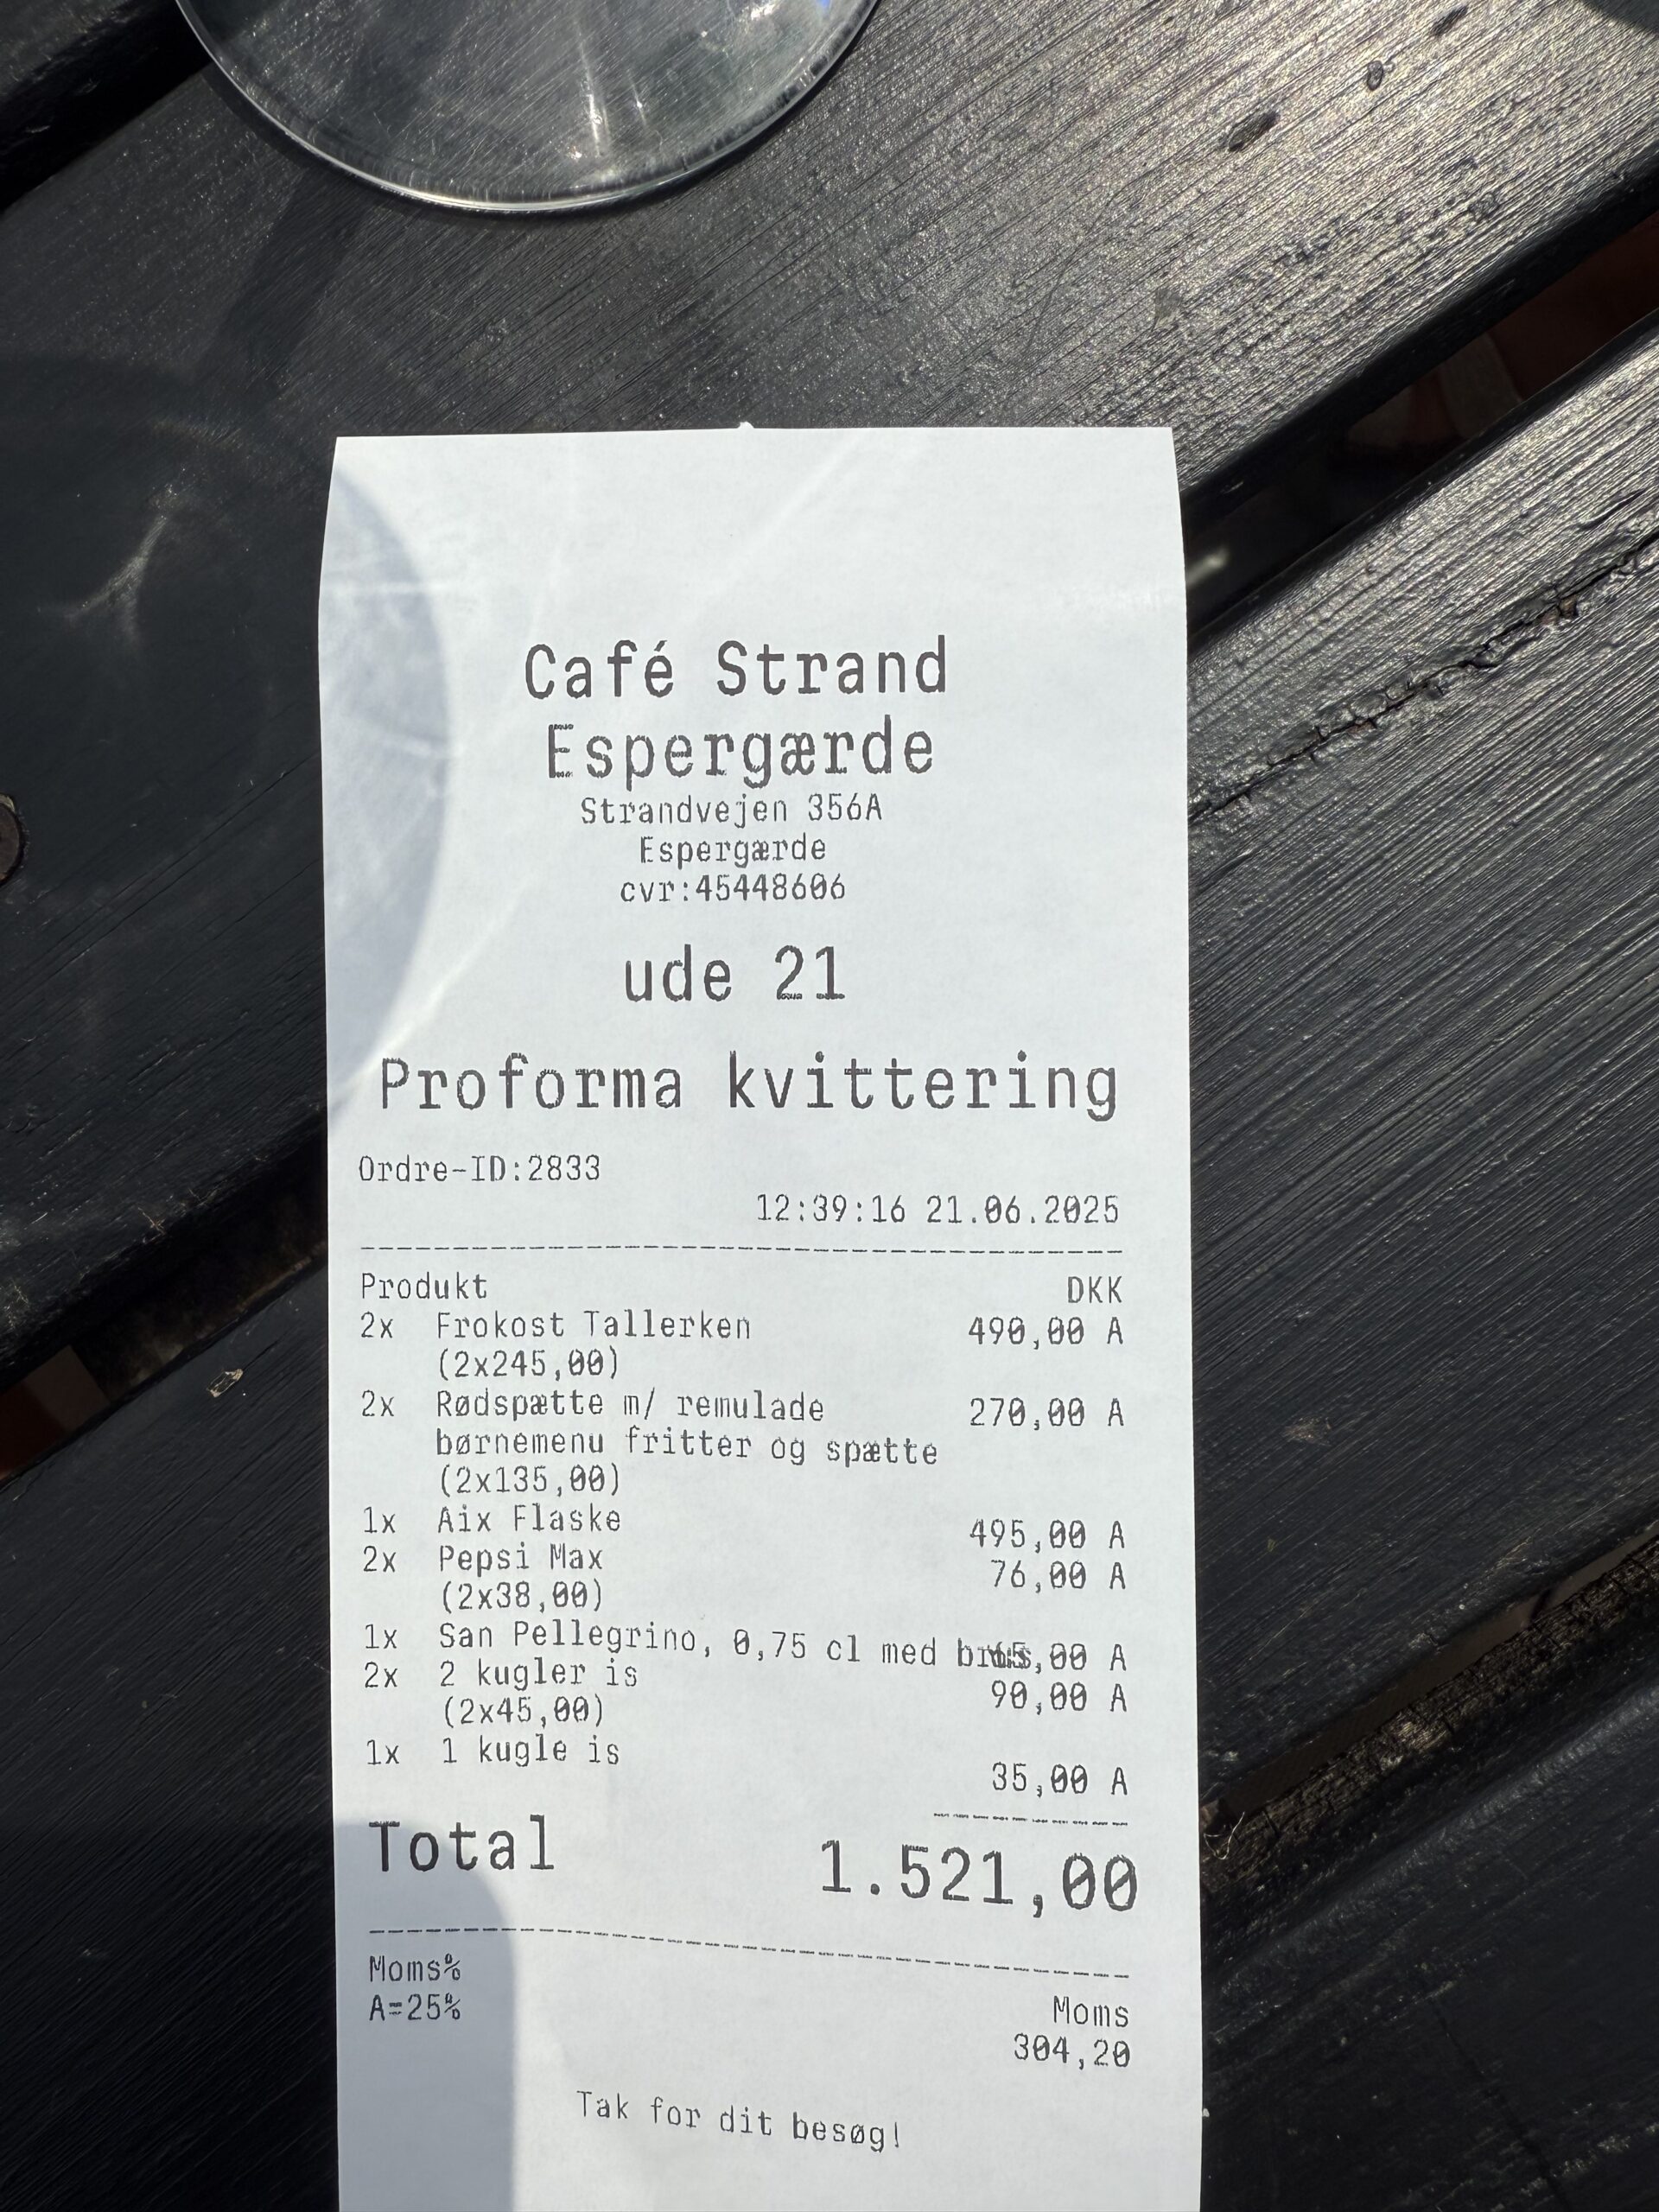 Café Strand
Espergærde
Strandvejen 356A
Espergærde
cvr:45448606
ude 21
Proforma kvittering
Ordre-ID:2833
12:39:16 21.06.2025
Produkt DKK
2x Frokost Tallerken 490,00 A
(2x245,00)
2x Rødspætte m/ remulade 270,00 A
børnemenu fritter og spætte
(2x135,00)
1x Aix Flaske 495,00 A
2x Pepsi Max 76,00 A
(2x38,00)
1x San Pellegrino, 0,75 cl med brus 65,00 A
2x 2 kugler is 90,00 A
(2x45,00)
1x 1 kugle is 35,00 A
Total 1.521,00
Moms% Moms
A=25% 304,20
Tak for dit besøg!